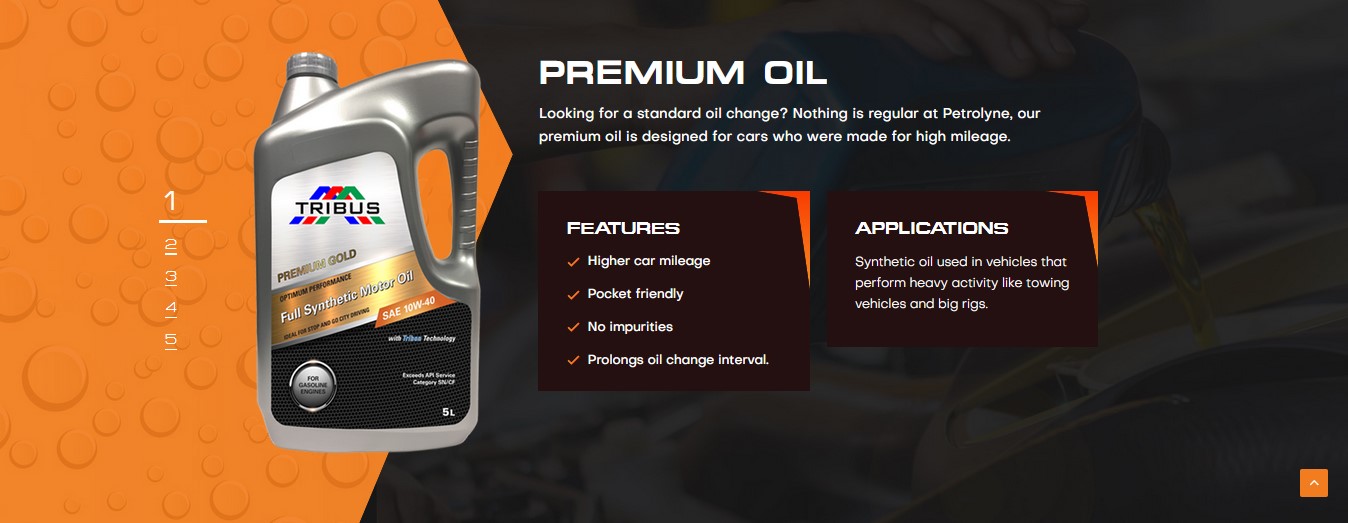 1
2
3
4
5
TRIBUS
PREMIUM GOLD
OPTIMUM PERFORMANCE
Full Synthetic Motor Oil
IDEAL FOR STOP AND GO CITY DRIVING
SAE 10W-40
with Tribus Technology
FOR
GASOLINE
ENGINES
Exceeds API Service
Category SN/CF
5L
PREMIUM OIL
Looking for a standard oil change? Nothing is regular at Petrolyne, our
premium oil is designed for cars who were made for high mileage.
FEATURES
Higher car mileage
Pocket friendly
No impurities
Prolongs oil change interval.
APPLICATIONS
Synthetic oil used in vehicles that
perform heavy activity like towing
vehicles and big rigs.